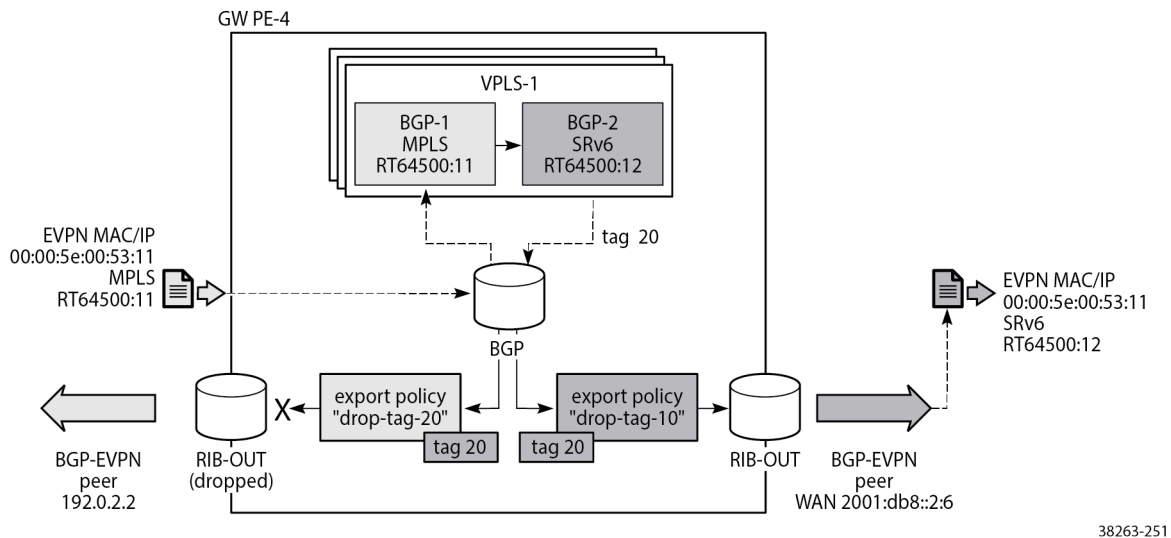 GW PE-4
VPLS-1
BGP-1
MPLS
RT64500:11
BGP-2
SRv6
RT64500:12
tag 20
EVPN MAC/IP
00:00:5e:00:53:11
MPLS
RT64500:11
BGP
EVPN MAC/IP
00:00:5e:00:53:11
SRv6
RT64500:12
export policy
"drop-tag-20"
tag 20
export policy
"drop-tag-10"
tag 20
X
BGP-EVPN
peer
192.0.2.2
RIB-OUT
(dropped)
RIB-OUT
BGP-EVPN
peer
WAN 2001:db8::2:6
38263-251